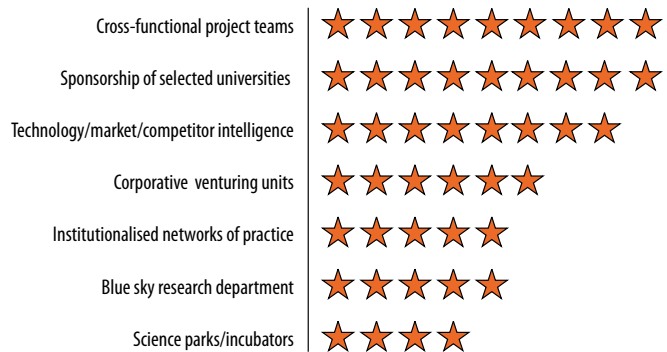 Cross-functional project teams
Sponsorship of selected universities
Technology/market/competitor intelligence
Corporative venturing units
Institutionalised networks of practice
Blue sky research department
Science parks/incubators